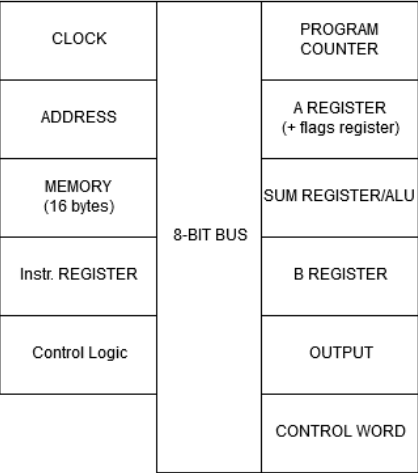 CLOCK
ADDRESS
MEMORY
(16 bytes)
Instr. REGISTER
Control Logic
8-BIT BUS
PROGRAM
COUNTER
A REGISTER
(+ flags register)
SUM REGISTER/ALU
B REGISTER
OUTPUT
CONTROL WORD